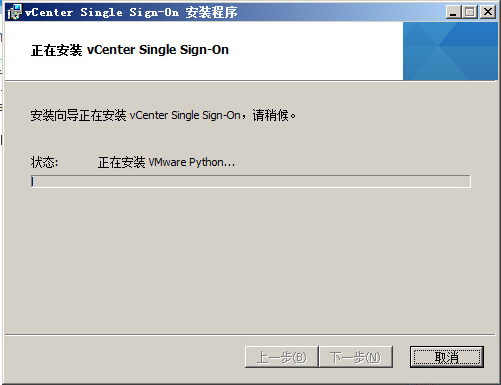 vCenter Single Sign-On 安装程序
正在安装 vCenter Single Sign-On
安装向导正在安装 vCenter Single Sign-On，请稍候。
状态: 正在安装 VMware Python...
上一步(B) 下一步(N) 取消